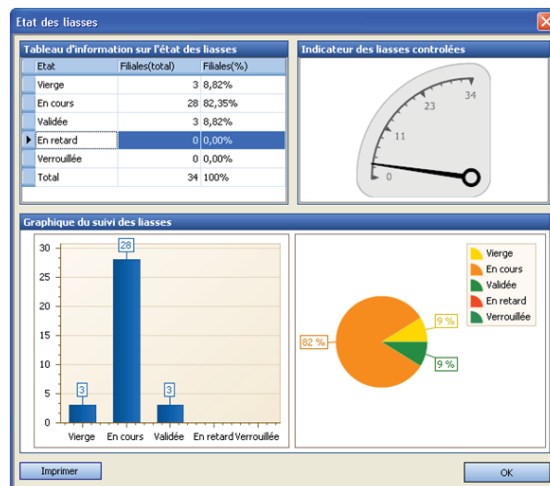 Etat des liasses
Tableau d'information sur l'état des liasses
Etat Filiales(total) Filiales(%)
Vierge 3 8,82%
En cours 28 82,35%
Validée 3 8,82%
En retard 0 0,00%
Verrouillée 0 0,00%
Total 34 100%
Indicateur des liasses controlées
0
11
23
34
Graphique du suivi des liasses
30
25
20
15
10
5
0
3
28
3
Vierge En cours Validée En retard Verrouillée
82 %
9 %
9 %
Vierge
En cours
Validée
En retard
Verrouillée
Imprimer
OK